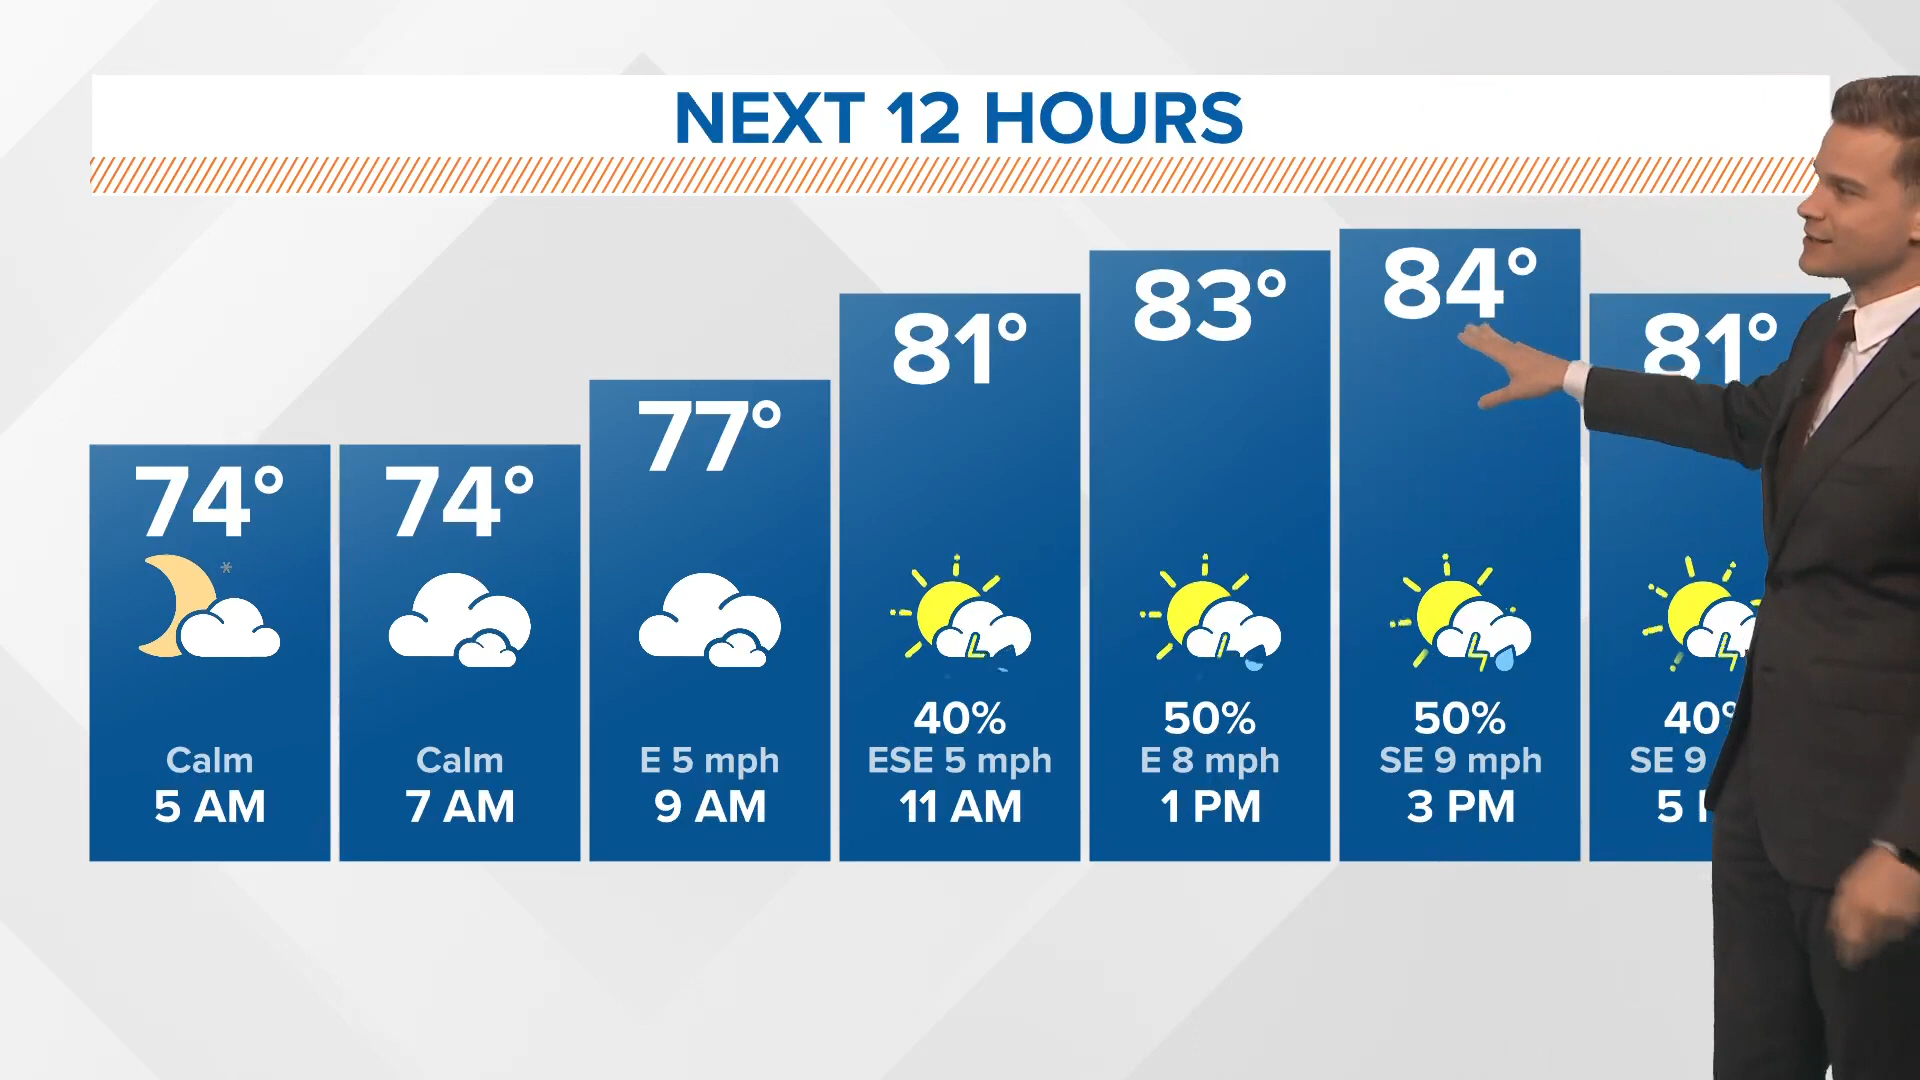 NEXT 12 HOURS
74°
Calm
5 AM
74°
Calm
7 AM
77°
E 5 mph
9 AM
81°
40%
ESE 5 mph
11 AM
83°
50%
E 8 mph
1 PM
84°
50%
SE 9 mph
3 PM
81°
40%
SE 9
5